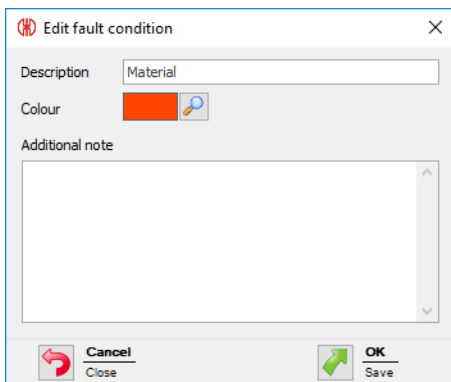 Edit fault condition
Description Material
Colour
Additional note
Cancel OK
Close Save